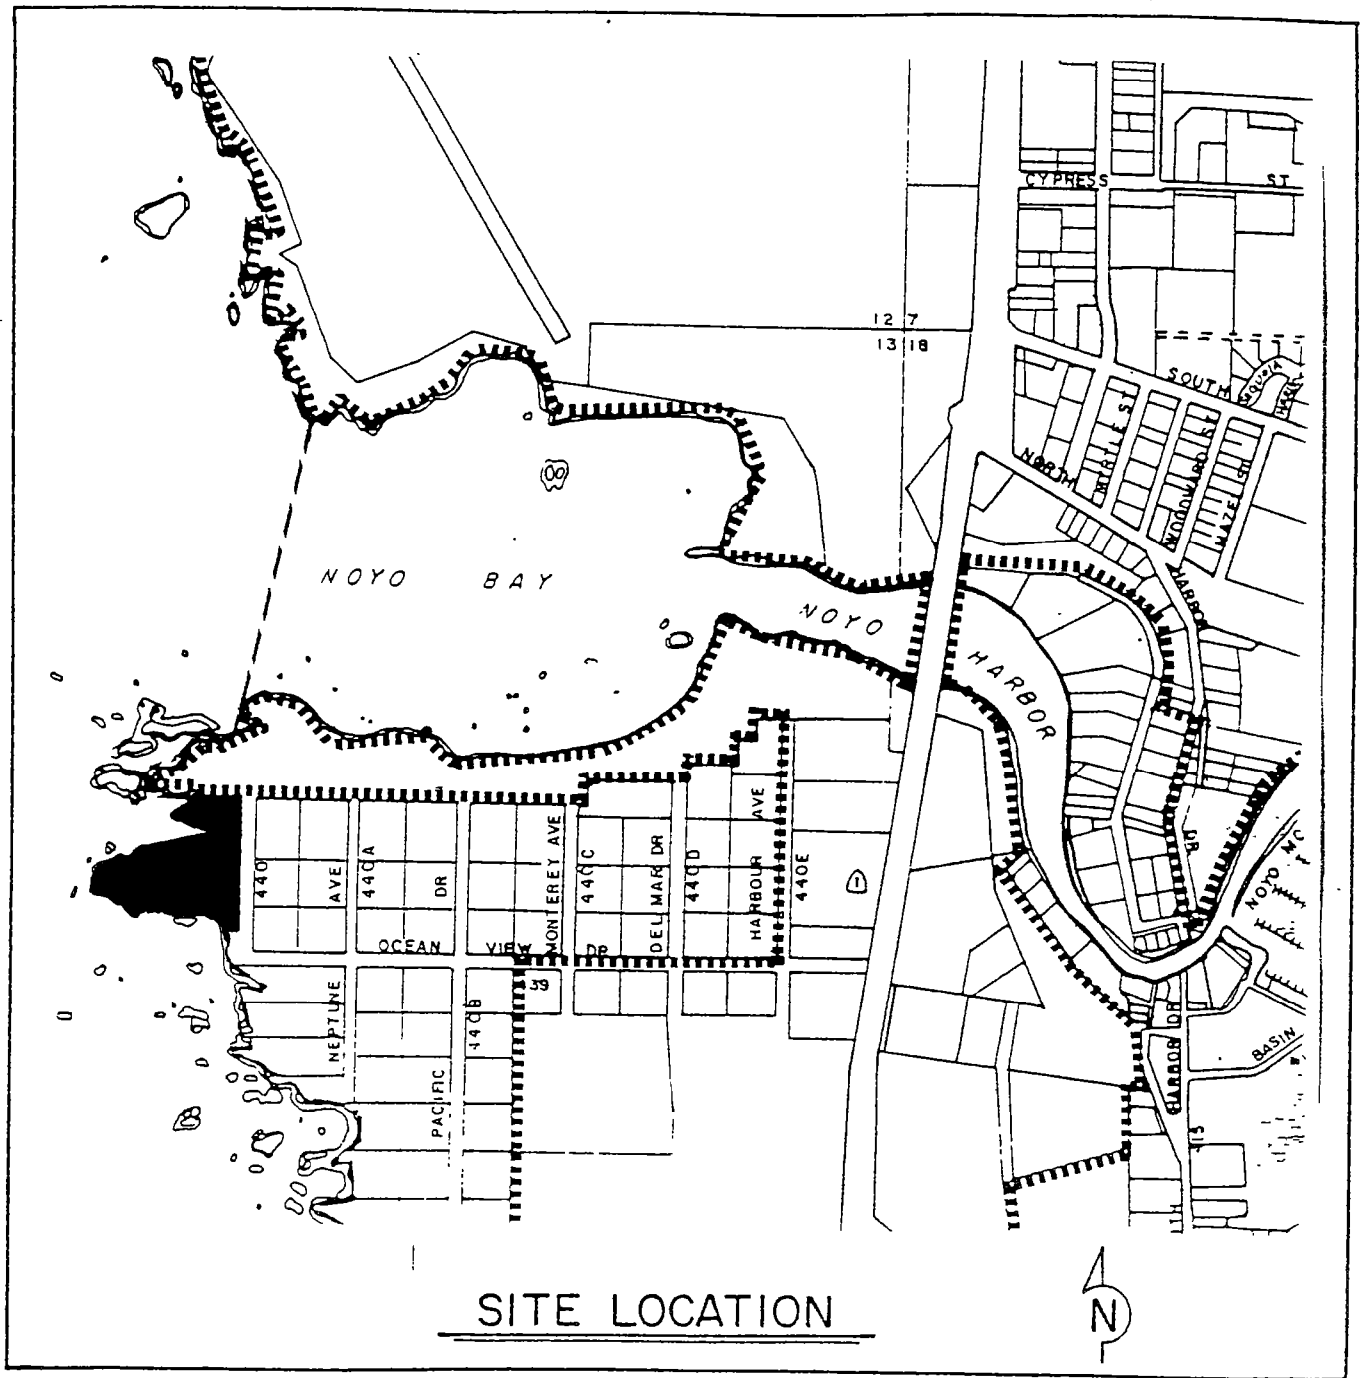 CYPRESS ST
12 7
13 18
SOUTH
SEQUOIA
NORTH
MYRTLE ST
WOODWARD ST
HAZEL ST
HARBOR
DR
NOYO BAY
NOYO
HARBOR
NOYO
440
AVE
440A
DR
MONTEREY AVE
440C
DEL MAR DR
440D
HARBOUR AVE
440E
1
OCEAN VIEW DR
39
NEPTUNE
440B
PACIFIC
HARBOR DR
BASIN
415
SITE LOCATION
N